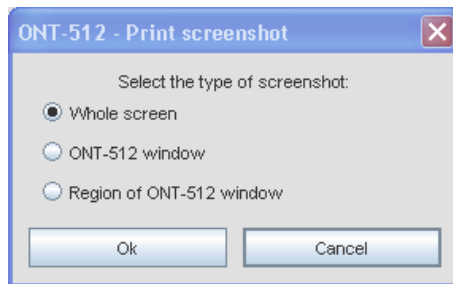 ONT-512 - Print screenshot
Select the type of screenshot:
Whole screen
ONT-512 window
Region of ONT-512 window
Ok Cancel